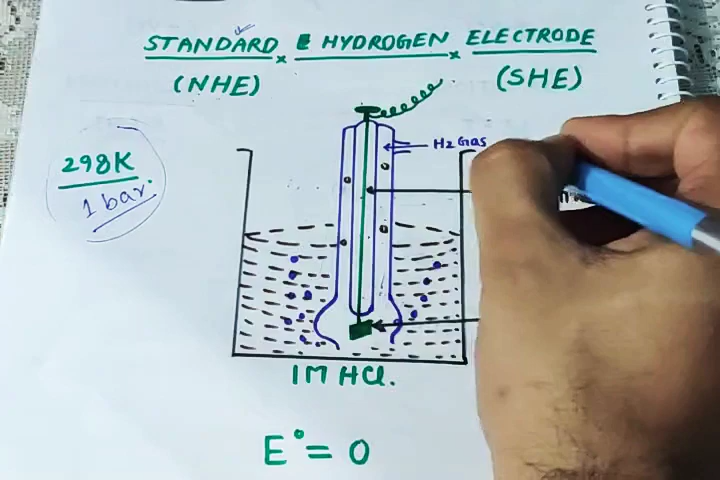 STANDARD HYDROGEN ELECTRODE
(NHE) (SHE)
298K
1 bar.
H2 Gas
1M HCl.
E° = 0